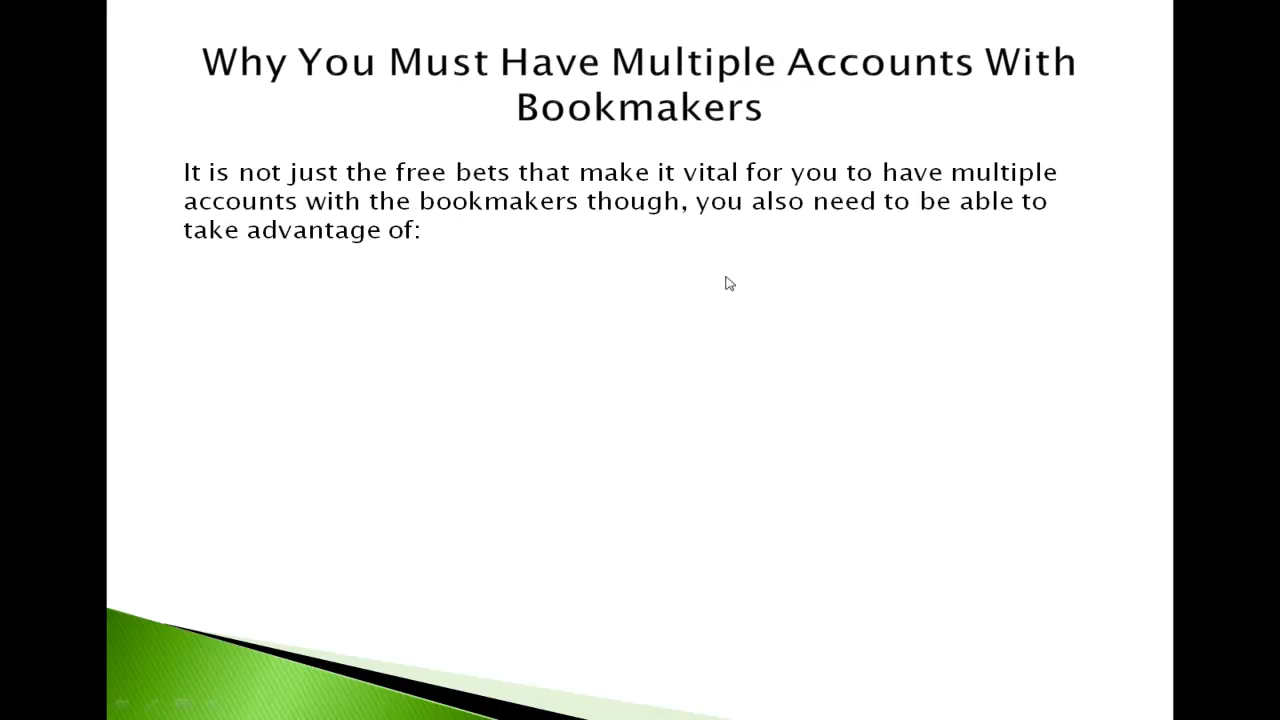 Why You Must Have Multiple Accounts With
Bookmakers
It is not just the free bets that make it vital for you to have multiple
accounts with the bookmakers though, you also need to be able to
take advantage of: